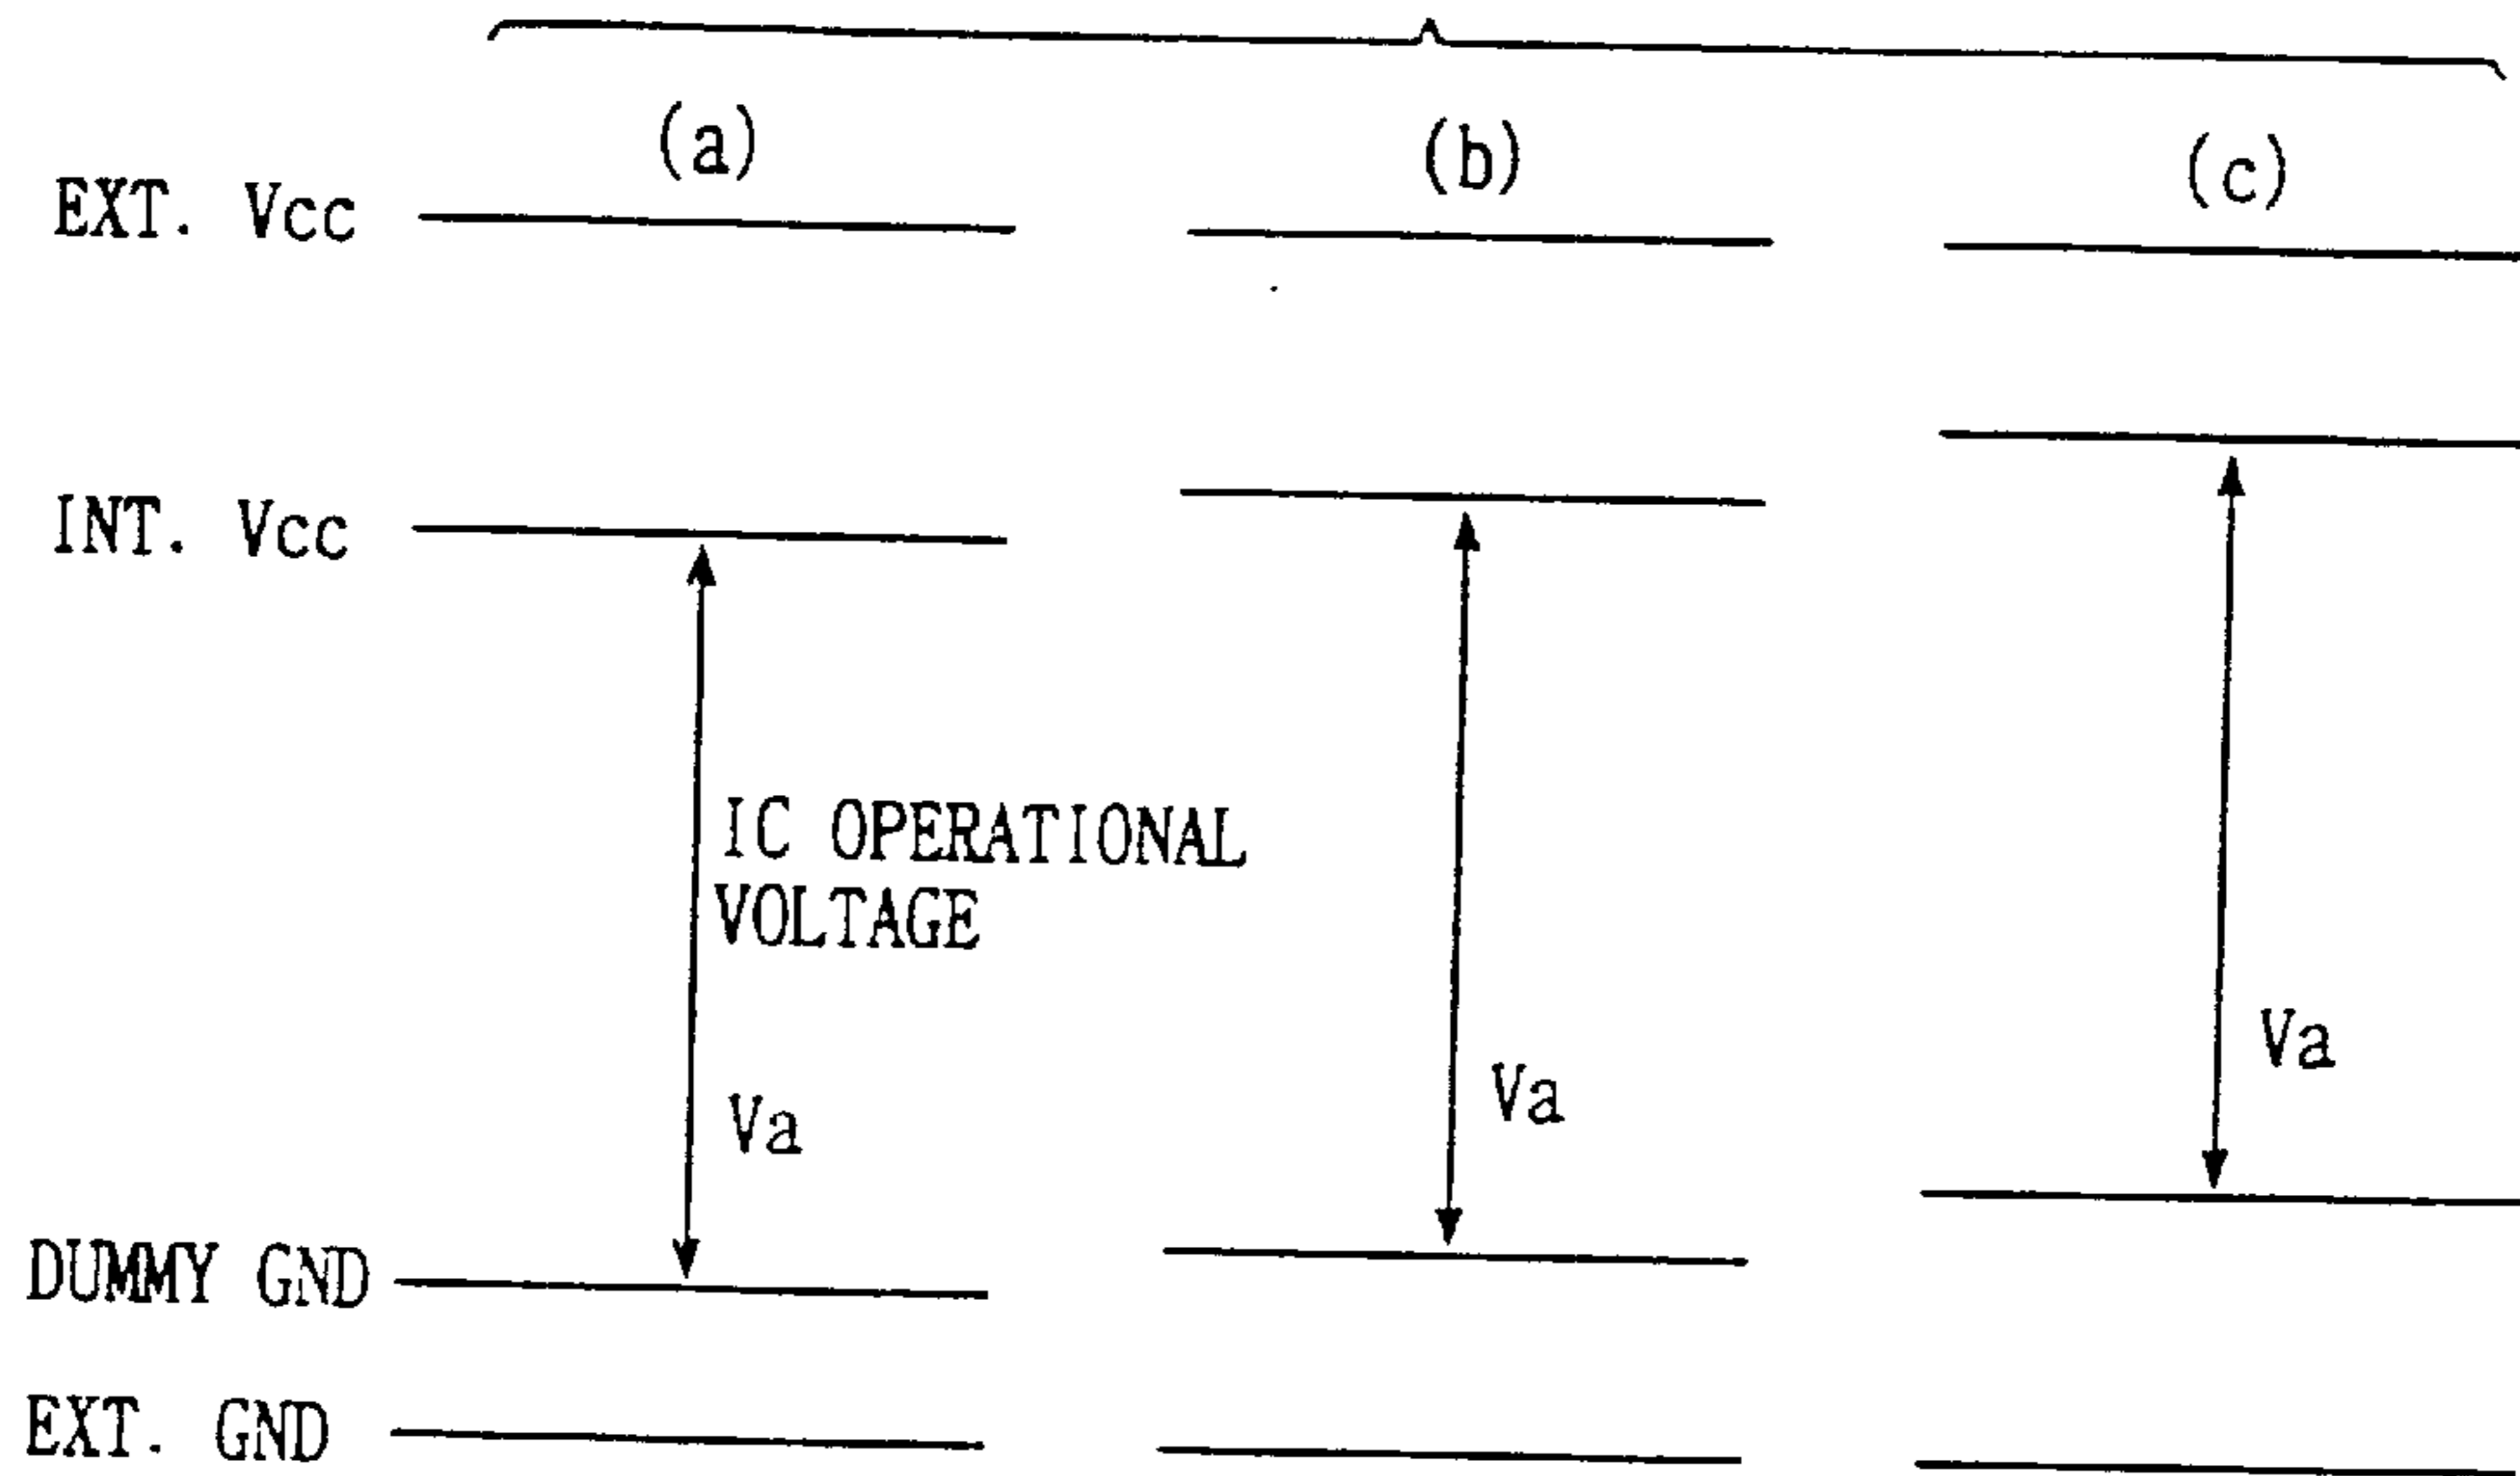 (a) (b) (c)
EXT. Vcc
INT. Vcc
IC OPERATIONAL
VOLTAGE
Va Va Va
DUMMY GND
EXT. GND